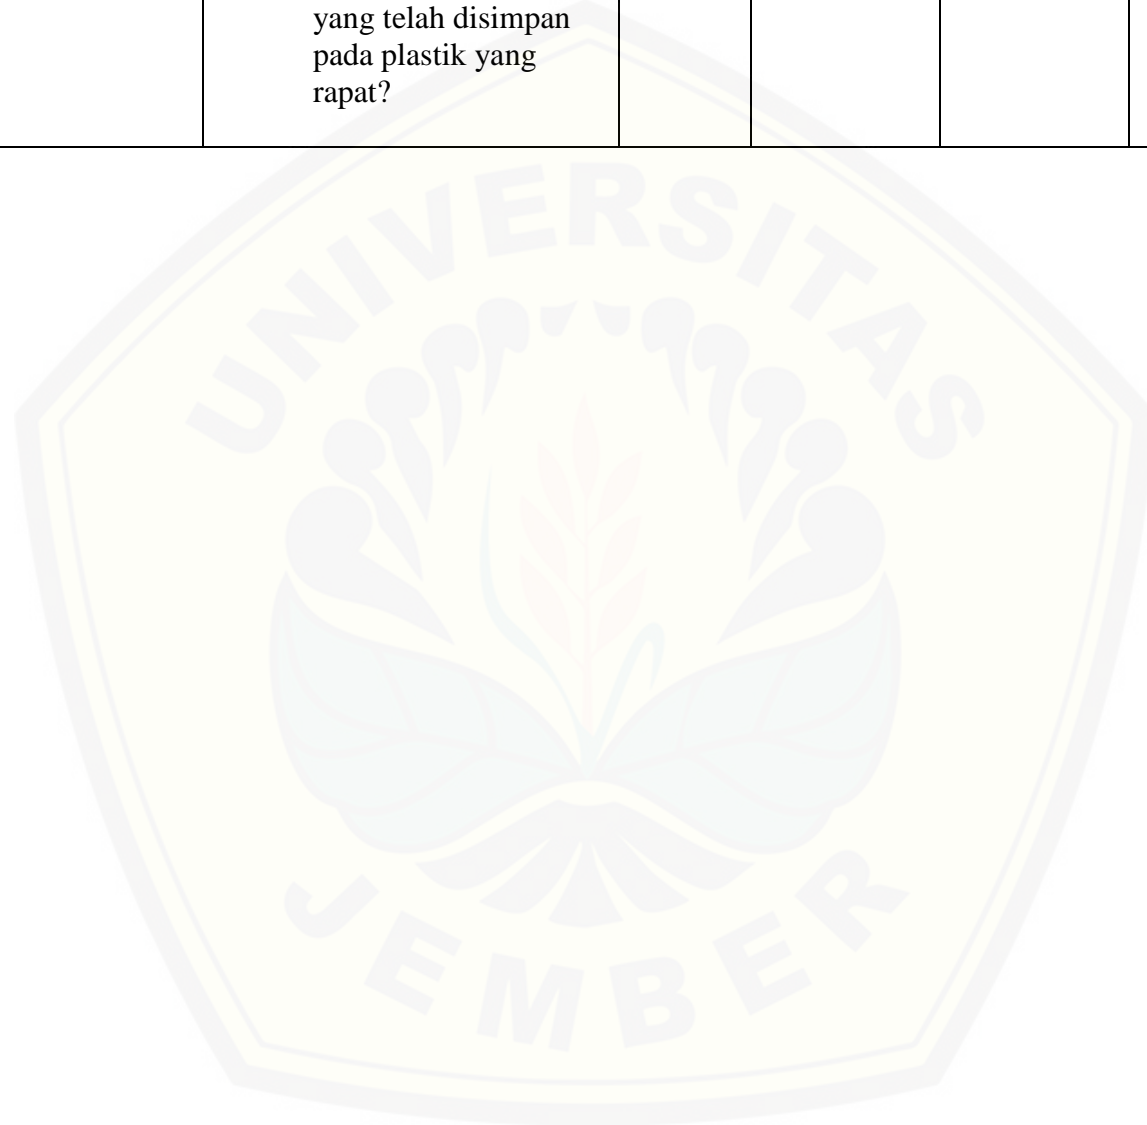 yang telah disimpan
pada plastik yang
rapat?
UNIVERSITAS
JEMBER